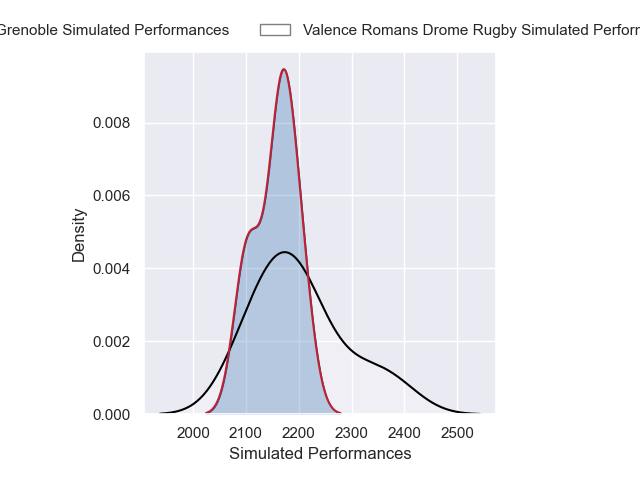 Grenoble Simulated Performances Valence Romans Drome Rugby Simulated
0.008
0.006
Density
0.004
0.002
0.000
2000 2100 2200 2300 2400 2500
Simulated Performances